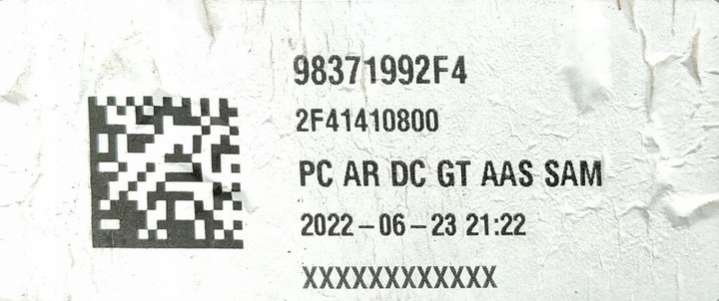 98371992F4
2F41410800
PC AR DC GT AAS SAM
2022-06-23 21:22
XXXXXXXXXXXX